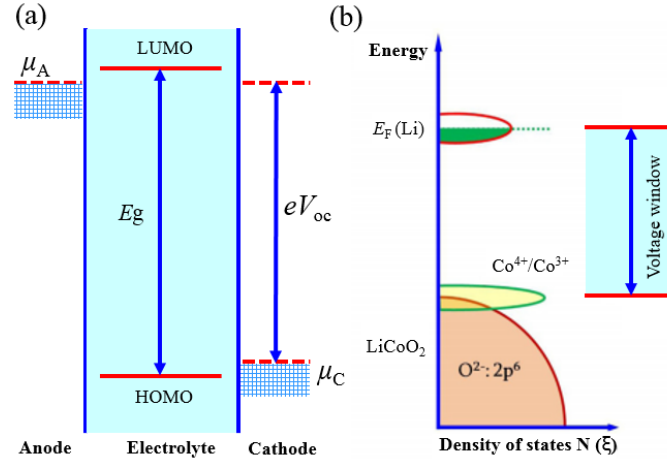 (a)
LUMO
μA
Eg
eVoc
μC
HOMO
Anode
Electrolyte
Cathode
(b)
Energy
EF (Li)
Voltage window
Co⁴⁺/Co³⁺
LiCoO₂
O²⁻: 2p⁶
Density of states N (ξ)